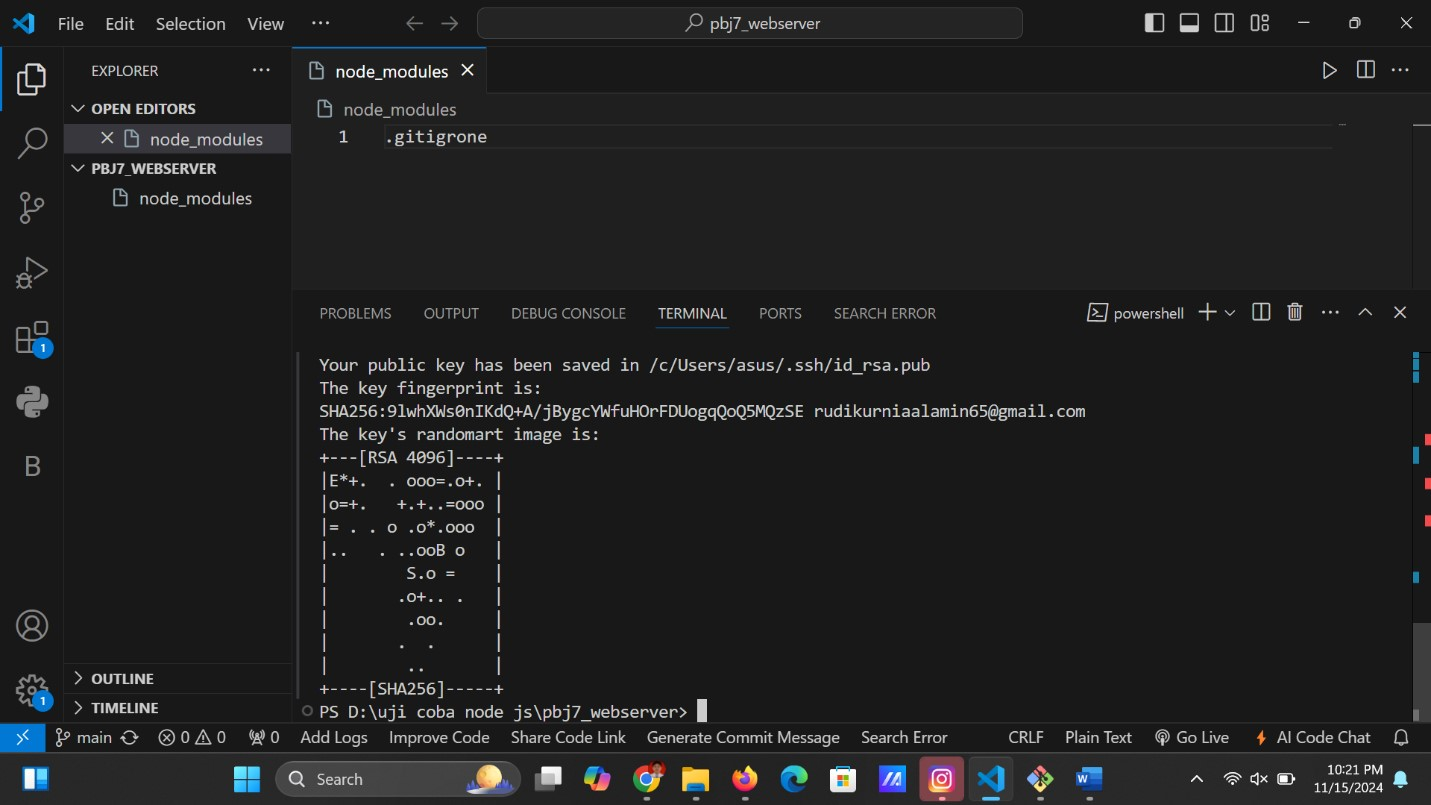 File Edit Selection View ··· pbj7_webserver
EXPLORER ···
OPEN EDITORS
node_modules
PBJ7_WEBSERVER
node_modules
OUTLINE
TIMELINE
1
B
1
node_modules
node_modules
1 .gitigrone
PROBLEMS OUTPUT DEBUG CONSOLE TERMINAL PORTS SEARCH ERROR powershell
Your public key has been saved in /c/Users/asus/.ssh/id_rsa.pub
The key fingerprint is:
SHA256:9lwhXWs0nIKdQ+A/jBygcYWfuHOrFDUogqQoQ5MQzSE rudikurniaalamin65@gmail.com
The key's randomart image is:
+---[RSA 4096]----+
|E*+.  . ooo=.o+. |
|o=+.   +.+..=ooo |
|= . . o .o*.ooo  |
|..   . ..ooB o   |
|        S.o =    |
|       .o+.. .   |
|        .oo.     |
|       .  .      |
|        ..       |
+----[SHA256]-----+
PS D:\uji coba node js\pbj7_webserver>
main 0 0 0 Add Logs Improve Code Share Code Link Generate Commit Message Search Error CRLF Plain Text Go Live AI Code Chat
Search
10:21 PM
11/15/2024